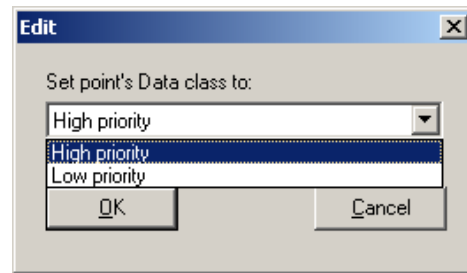 Edit
Set point's Data class to:
High priority
High priority
Low priority
OK
Cancel